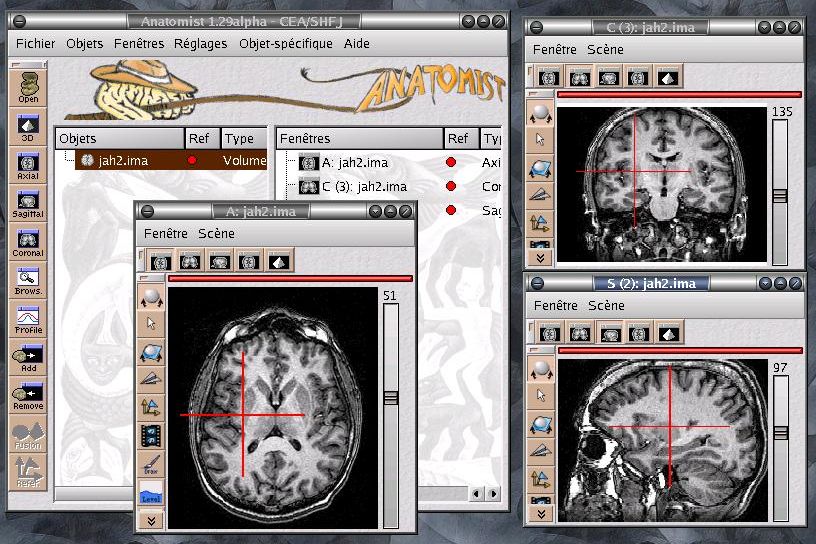 Anatomist 1.29alpha - CEA/SHFJ
Fichier Objets Fenêtres Réglages Objet-spécifique Aide
ANATOMIST
Open
3D
Axial
Sagittal
Coronal
Brows.
Profile
Add
Remove
Fusion
Refer.
Objets Ref Type
jah2.ima Volume
Fenêtres Ref Typ
A: jah2.ima Axi
C (3): jah2.ima Cor
Sag
A: jah2.ima
Fenêtre Scène
51
Draw
Level
C (3): jah2.ima
Fenêtre Scène
135
S (2): jah2.ima
Fenêtre Scène
97